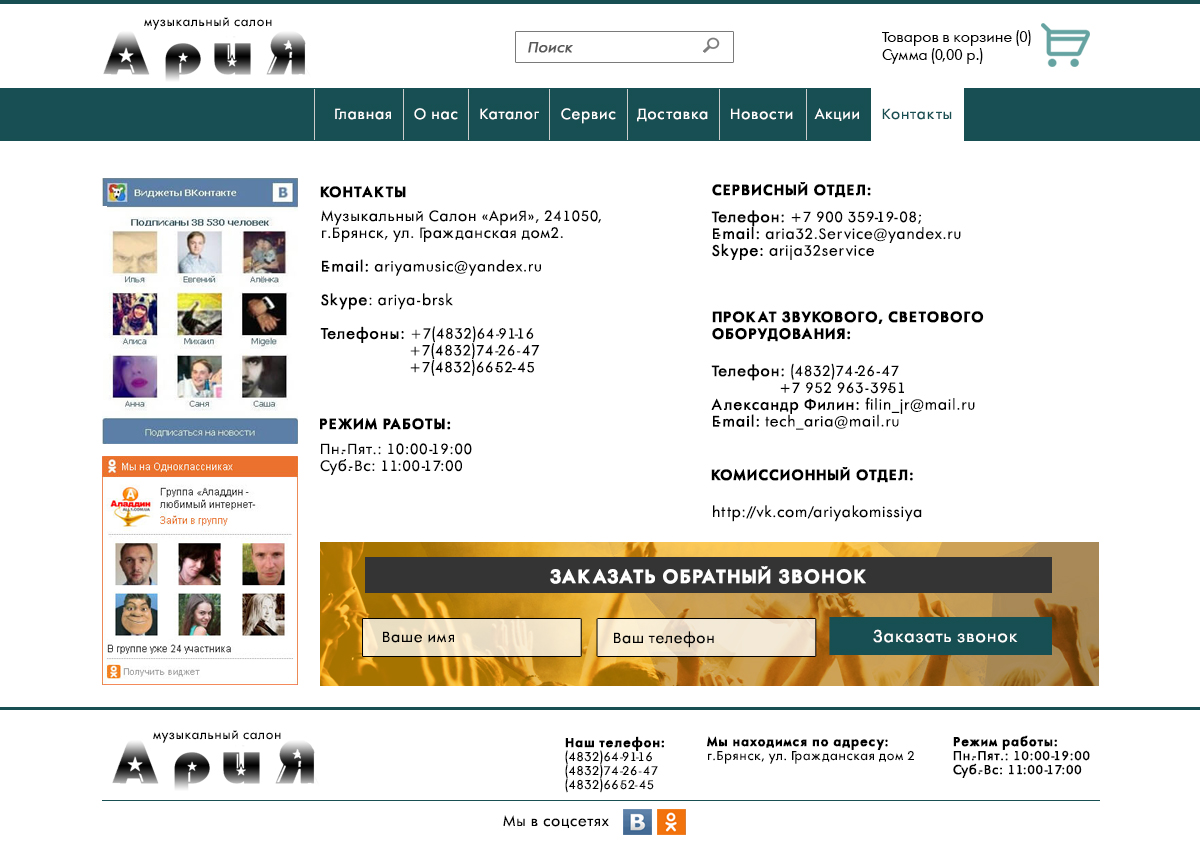 музыкальный салон
АриЯ
Поиск
Товаров в корзине (0)
Сумма (0,00 р.)
Главная
О нас
Каталог
Сервис
Доставка
Новости
Акции
Контакты
Виджеты ВКонтакте
В
Подписаны 38 530 человек
Илья Евгений Алёнка
Алиса Михаил Migele
Анна Саня Саша
Подписаться на новости
Мы на Одноклассниках
Группа «Аладдин -
любимый интернет-
Зайти в группу
Аладдин
В группе уже 24 участника
Получить виджет
КОНТАКТЫ
Музыкальный Салон «АриЯ», 241050,
г.Брянск, ул. Гражданская дом2.
E-mail: ariyamusic@yandex.ru
Skype: ariya-brsk
Телефоны: +7(4832)64-91-16
+7(4832)74-26-47
+7(4832)66-52-45
РЕЖИМ РАБОТЫ:
Пн.-Пят.: 10:00-19:00
Суб.-Вс: 11:00-17:00
СЕРВИСНЫЙ ОТДЕЛ:
Телефон: +7 900 359-19-08;
E-mail: aria32.Service@yandex.ru
Skype: arija32service
ПРОКАТ ЗВУКОВОГО, СВЕТОВОГО
ОБОРУДОВАНИЯ:
Телефон: (4832)74-26-47
+7 952 963-39-51
Александр Филин: filin_jr@mail.ru
E-mail: tech_aria@mail.ru
КОМИССИОННЫЙ ОТДЕЛ:
http://vk.com/ariyakomissiya
ЗАКАЗАТЬ ОБРАТНЫЙ ЗВОНОК
Ваше имя
Ваш телефон
Заказать звонок
музыкальный салон
АриЯ
Наш телефон:
(4832)64-91-16
(4832)74-26-47
(4832)66-52-45
Мы находимся по адресу:
г.Брянск, ул. Гражданская дом 2
Режим работы:
Пн.-Пят.: 10:00-19:00
Суб.-Вс: 11:00-17:00
Мы в соцсетях
В